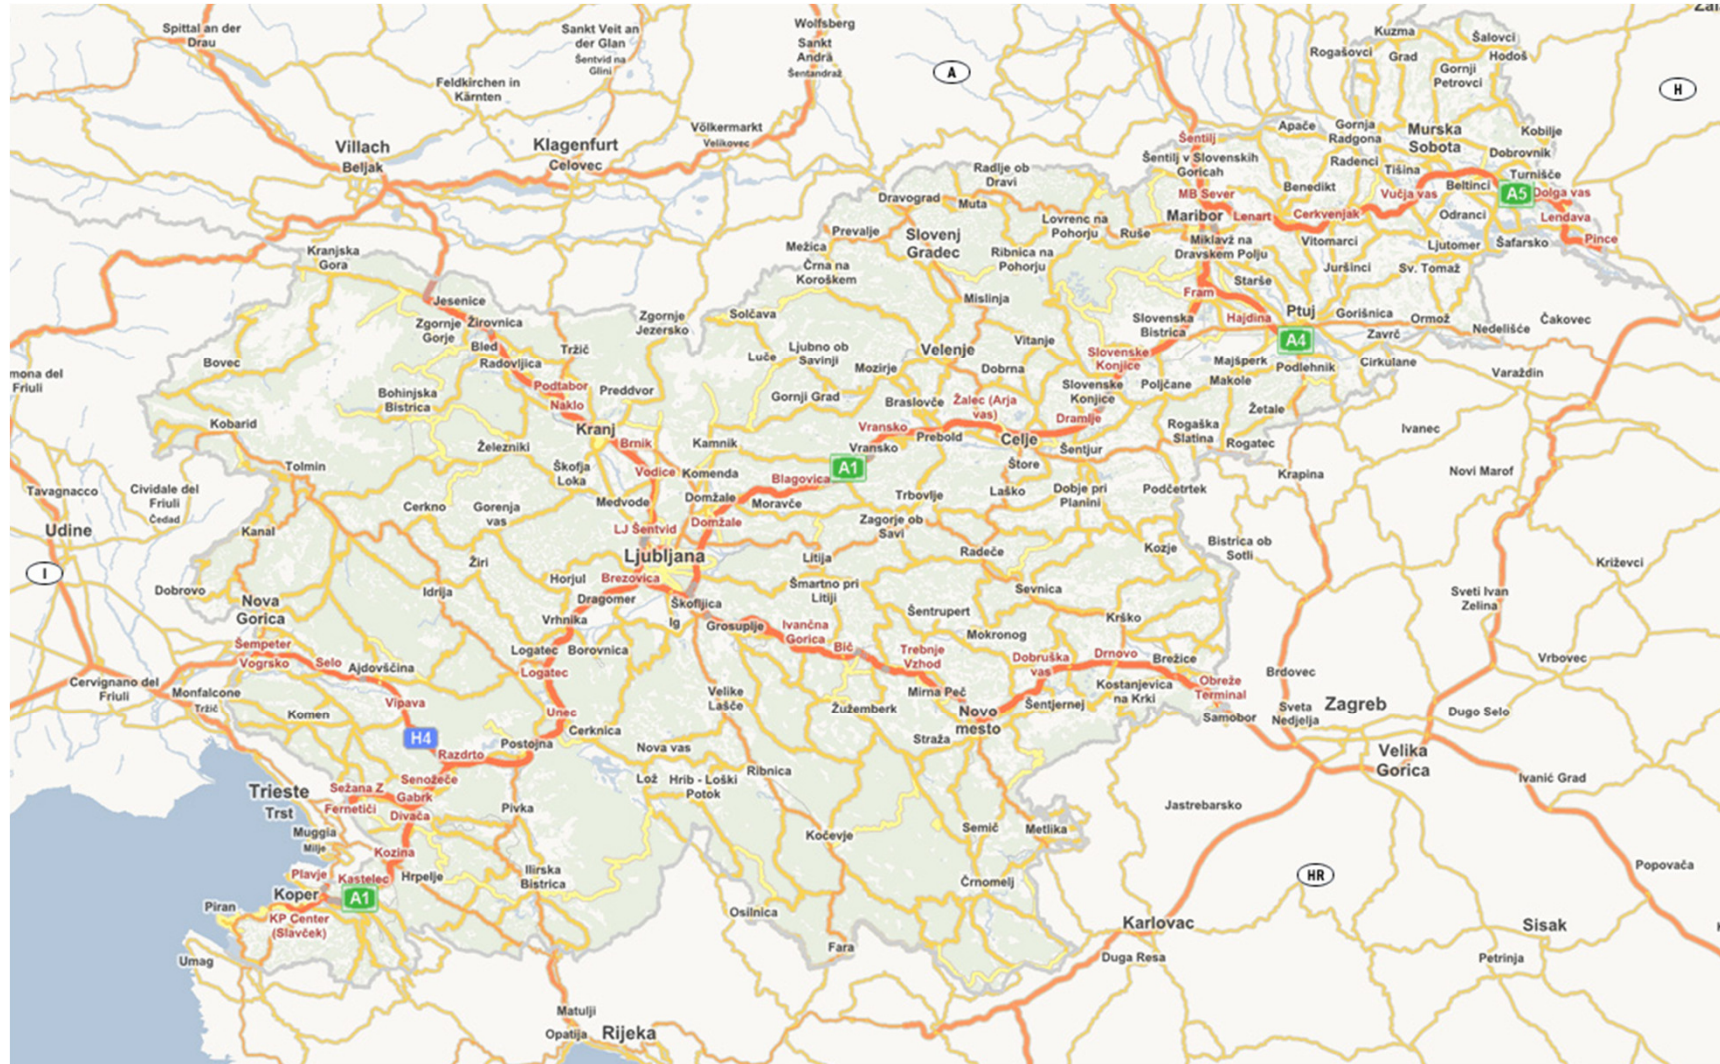 Zala
Wolfsberg
Spittal an der
Drau
Sankt Veit an
der Glan
Šentvid na
Glini
Sankt
Andrä
Šentandraž
Kuzma
Šalovci
Rogašovci
Grad
Hodoš
Gornji
Petrovci
A
H
Feldkirchen in
Kärnten
Völkermarkt
Velikovec
Villach
Beljak
Klagenfurt
Celovec
Šentilj
Apače
Gornja
Radgona
Murska
Sobota
Kobilje
Šentilj v Slovenskih
Goricah
Radenci
Dobrovnik
Tišina
Turnišče
Radlje ob
Dravi
Dravograd
Muta
MB Sever
Benedikt
Vučja vas
Beltinci
A5
Dolga vas
Lovrenc na
Pohorju
Ruše
Maribor
Lenart
Cerkvenjak
Odranci
Lendava
Prevalje
Mežica
Slovenj
Gradec
Miklavž na
Dravskem Polju
Vitomarci
Ljutomer
Šafarsko
Pince
Kranjska
Gora
Črna na
Koroškem
Ribnica na
Pohorju
Juršinci
Sv. Tomaž
Starše
Fram
Jesenice
Mislinja
Zgornje
Gorje
Žirovnica
Zgornje
Jezersko
Solčava
Slovenska
Bistrica
Hajdina
Ptuj
Gorišnica
Ormož
Nedelišče
Čakovec
A4
Zavrč
Bled
Tržič
Ljubno ob
Savinji
Velenje
Vitanje
Bovec
Radovljica
Luče
Mozirje
Dobrna
Slovenske
Konjice
Majšperk
Podlehnik
Cirkulane
mona del
Friuli
Varaždin
Podtabor
Preddvor
Slovenske
Konjice
Poljčane
Makole
Bohinjska
Bistrica
Naklo
Gornji Grad
Braslovče
Žalec (Arja
vas)
Dramlje
Žetale
Kobarid
Kranj
Brnik
Kamnik
Vransko
Vransko
Prebold
Celje
Rogaška
Slatina
Rogatec
Ivanec
Železniki
Šentjur
Tolmin
Škofja
Loka
Vodice
Komenda
Blagovica
A1
Štore
Krapina
Novi Marof
Tavagnacco
Cividale del
Friuli
Čedad
Cerkno
Gorenja
vas
Medvode
Domžale
Moravče
Trbovlje
Laško
Dobje pri
Planini
Podčetrtek
Udine
Kanal
LJ Šentvid
Domžale
Zagorje ob
Savi
Ljubljana
Litija
Radeče
Kozje
Bistrica ob
Sotli
I
Žiri
Horjul
Brezovica
Križevci
Dobrovo
Idrija
Dragomer
Šmartno pri
Litiji
Sevnica
Sveti Ivan
Zelina
Nova
Gorica
Vrhnika
Škofljica
Ig
Grosuplje
Ivančna
Gorica
Šentrupert
Krško
Mokronog
Šempeter
Vogrsko
Selo
Ajdovščina
Logatec
Borovnica
Bič
Trebnje
Vzhod
Dobruška
vas
Drnovo
Brežice
Vrbovec
Logatec
Cervignano del
Friuli
Monfalcone
Tržič
Vipava
Velike
Lašče
Mirna Peč
Kostanjevica
na Krki
Obreže
Terminal
Brdovec
Komen
Unec
Žužemberk
Novo
mesto
Šentjernej
Samobor
Sveta
Nedjelja
Zagreb
Dugo Selo
Cerknica
H4
Postojna
Nova vas
Straža
Velika
Gorica
Razdrto
Senožeče
Lož
Hrib - Loški
Potok
Ribnica
Ivanić Grad
Trieste
Trst
Sežana Z
Fernetiči
Gabrk
Divača
Pivka
Jastrebarsko
Muggia
Milje
Kočevje
Semič
Metlika
Kozina
Popovača
Plavje
Kastelec
Hrpelje
Ilirska
Bistrica
HR
Koper
A1
Črnomelj
Piran
KP Center
(Slavček)
Osilnica
Karlovac
Sisak
Fara
Umag
Duga Resa
Petrinja
Matulji
Opatija
Rijeka